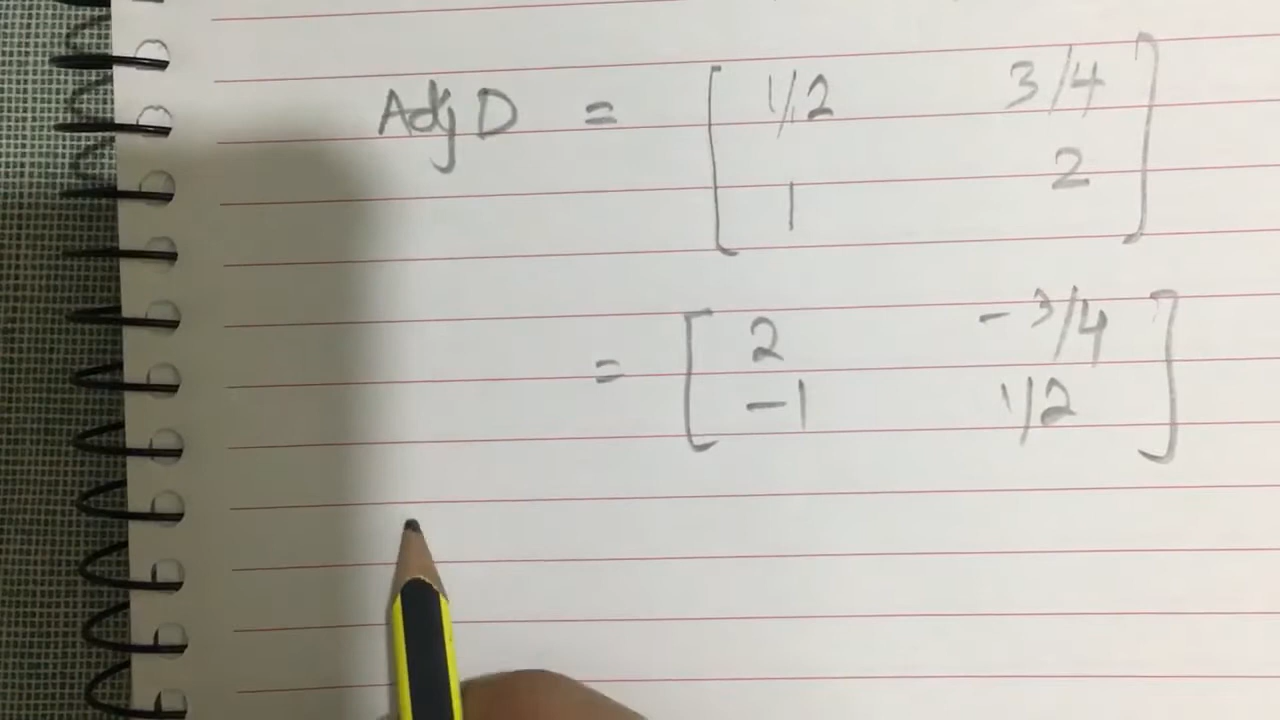 Adj D = [ 1/2 3/4
1 2 ]
= [ 2 - 3/4
-1 1/2 ]